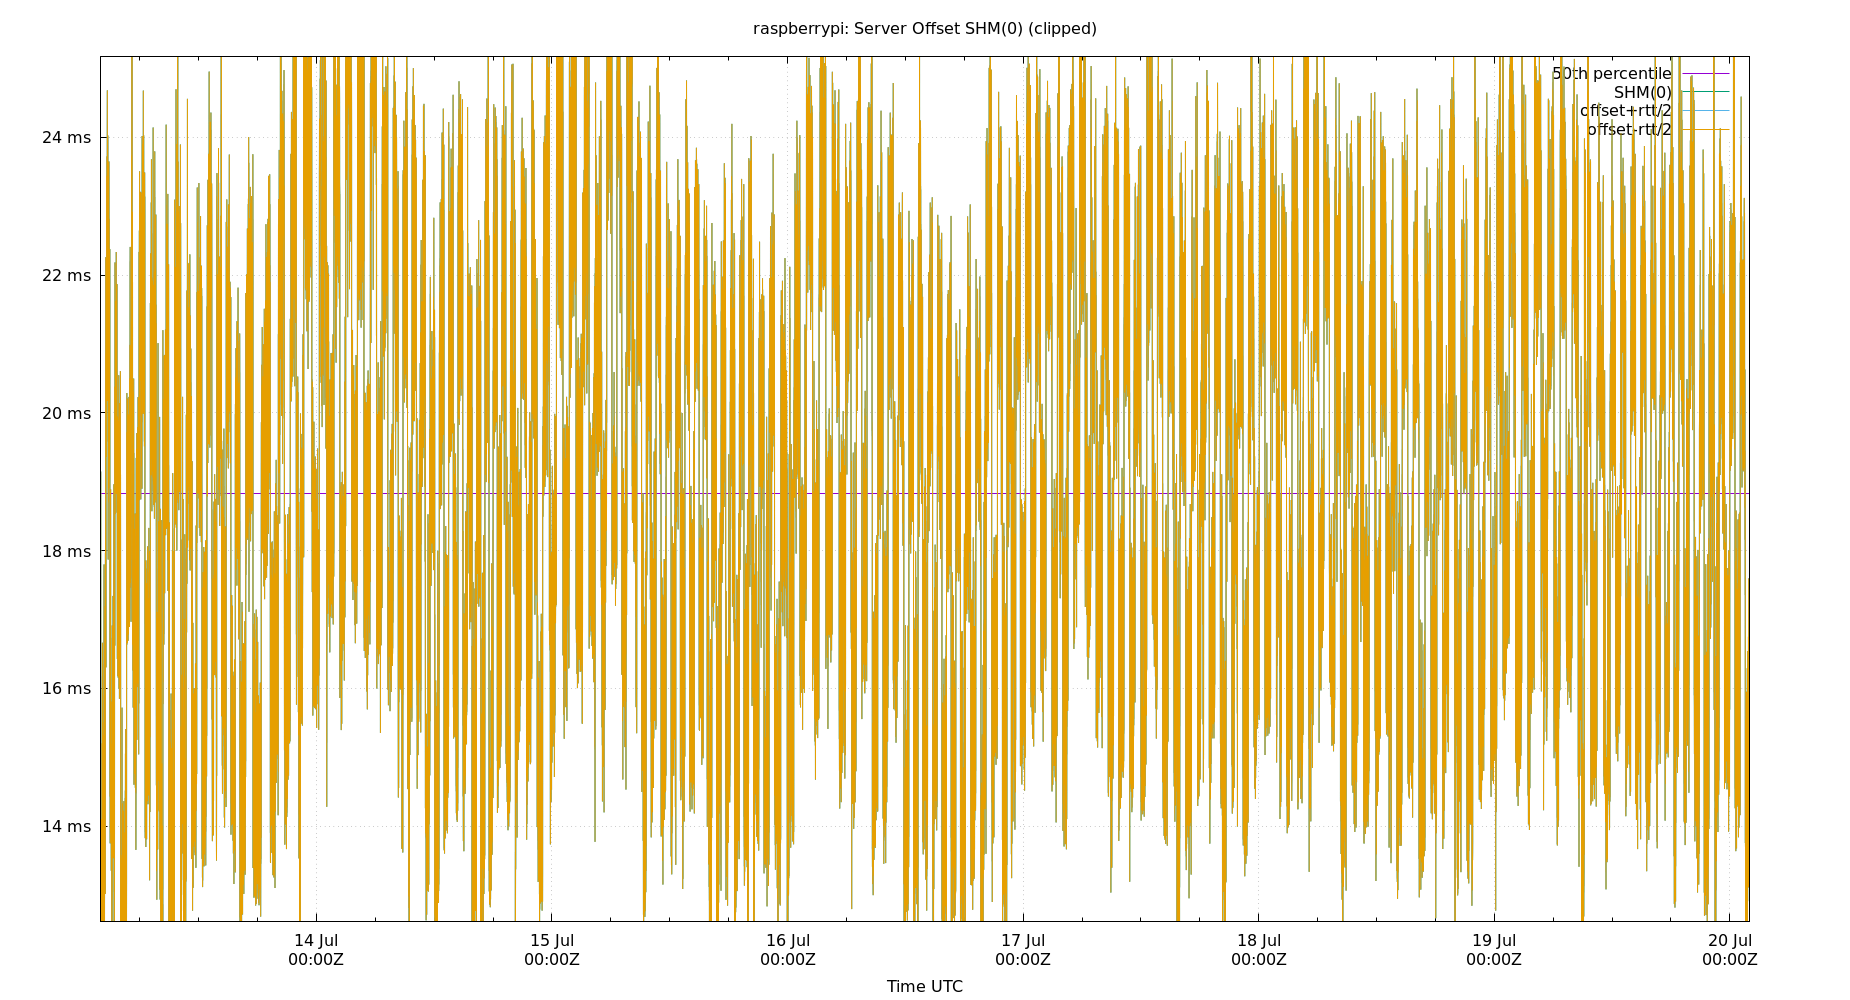 raspberrypi: Server Offset SHM(0) (clipped)
50th percentile
SHM(0)
offset+rtt/2
offset-rtt/2
24 ms
22 ms
20 ms
18 ms
16 ms
14 ms
14 Jul
00:00Z
15 Jul
00:00Z
16 Jul
00:00Z
17 Jul
00:00Z
18 Jul
00:00Z
19 Jul
00:00Z
20 Jul
00:00Z
Time UTC